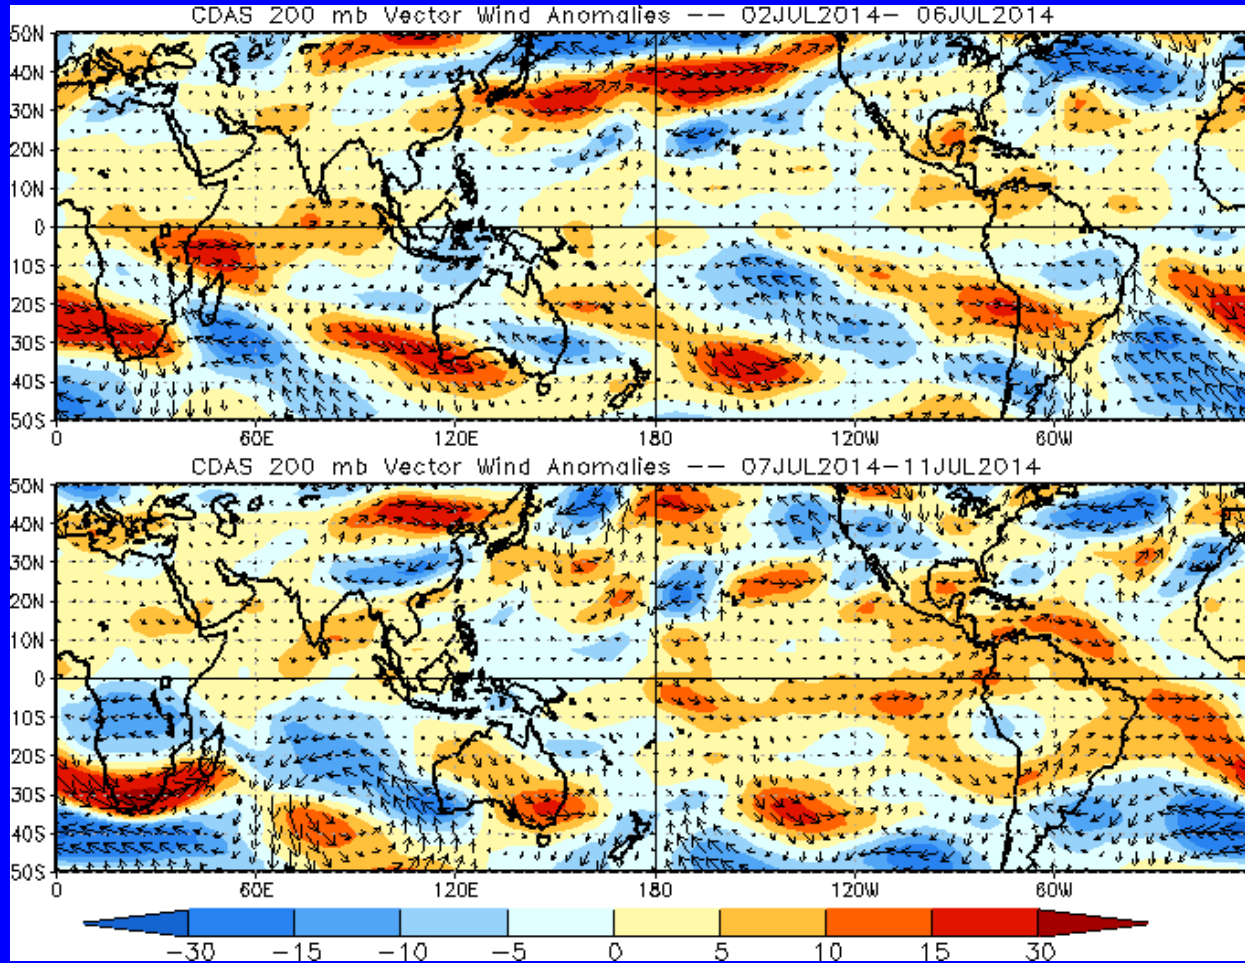 CDAS 200 mb Vector Wind Anomalies -- 02JUL2014- 06JUL2014
50N
40N
30N
20N
10N
0
10S
20S
30S
40S
50S
0 60E 120E 180 120W 60W
CDAS 200 mb Vector Wind Anomalies -- 07JUL2014-11JUL2014
50N
40N
30N
20N
10N
0
10S
20S
30S
40S
50S
0 60E 120E 180 120W 60W
-30 -15 -10 -5 0 5 10 15 30